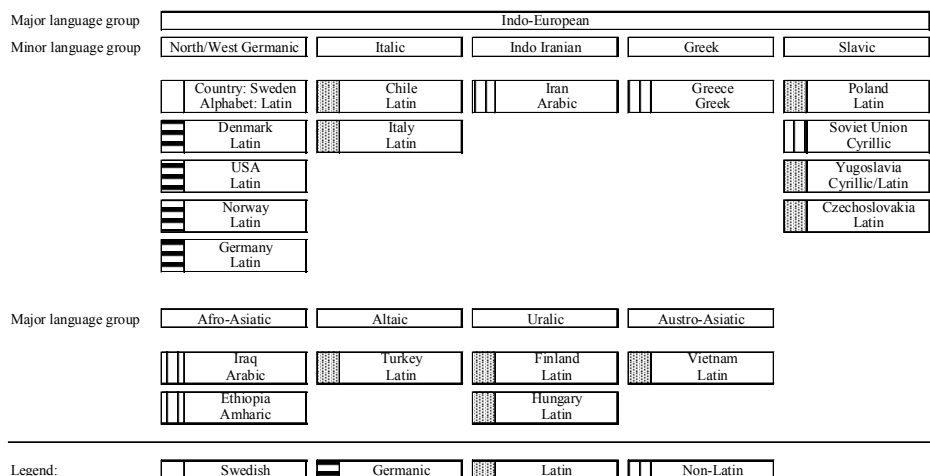 Major language group Indo-European
Minor language group North/West Germanic Italic Indo Iranian Greek Slavic
Country: Sweden Chile Iran Greece Poland
Alphabet: Latin Latin Arabic Greek Latin
Denmark Italy Soviet Union
Latin Latin Cyrillic
USA Yugoslavia
Latin Cyrillic/Latin
Norway Czechoslovakia
Latin Latin
Germany
Latin
Major language group Afro-Asiatic Altaic Uralic Austro-Asiatic
Iraq Turkey Finland Vietnam
Arabic Latin Latin Latin
Ethiopia Hungary
Amharic Latin
Legend: Swedish Germanic Latin Non-Latin